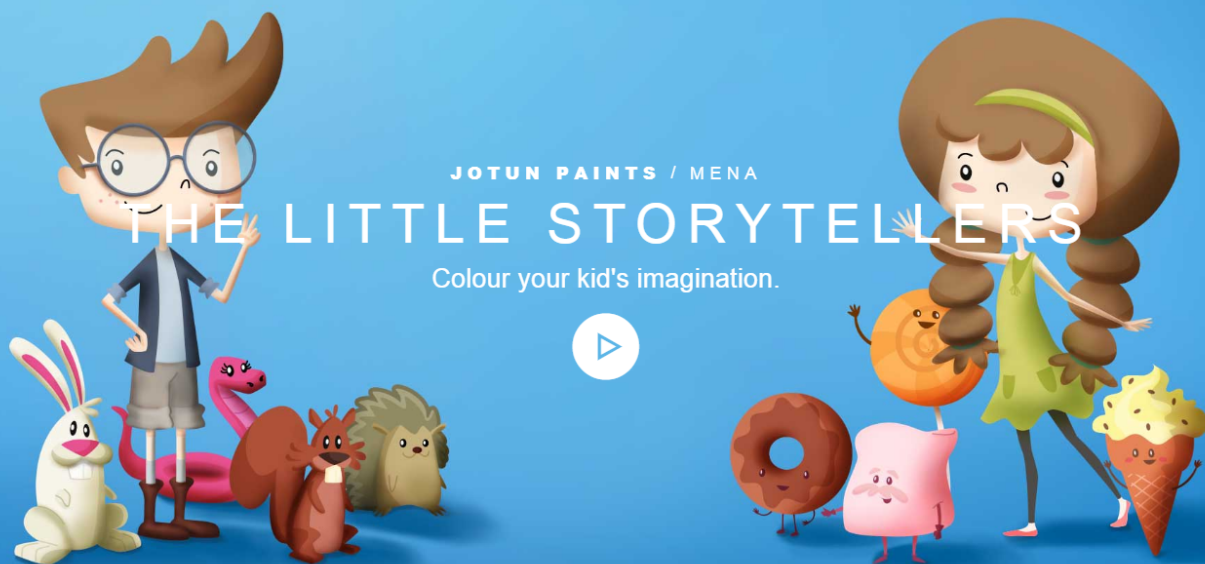 JOTUN PAINTS / MENA
THE LITTLE STORYTELLERS
Colour your kid's imagination.